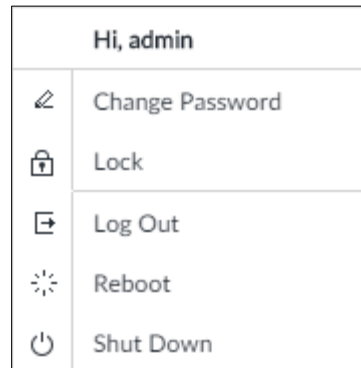 Hi, admin
Change Password
Lock
Log Out
Reboot
Shut Down